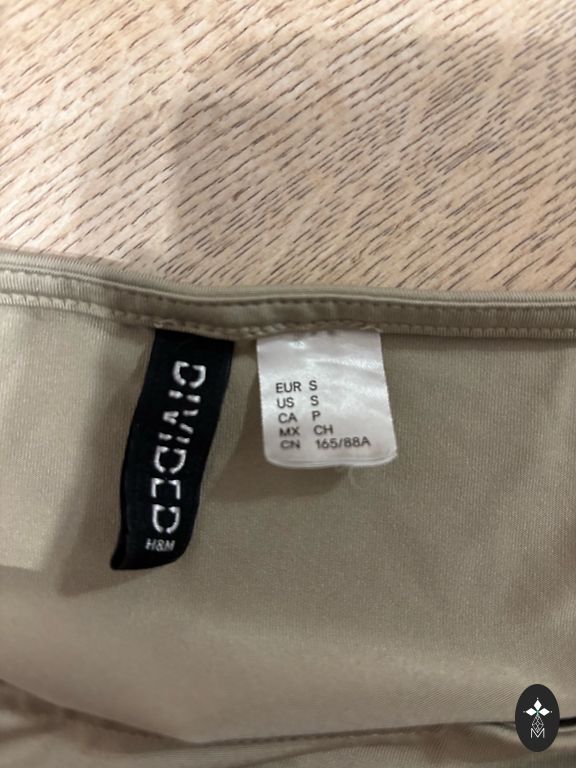 DIVIDED
H&M
EUR S
US S
CA P
MX CH
CN 165/88A